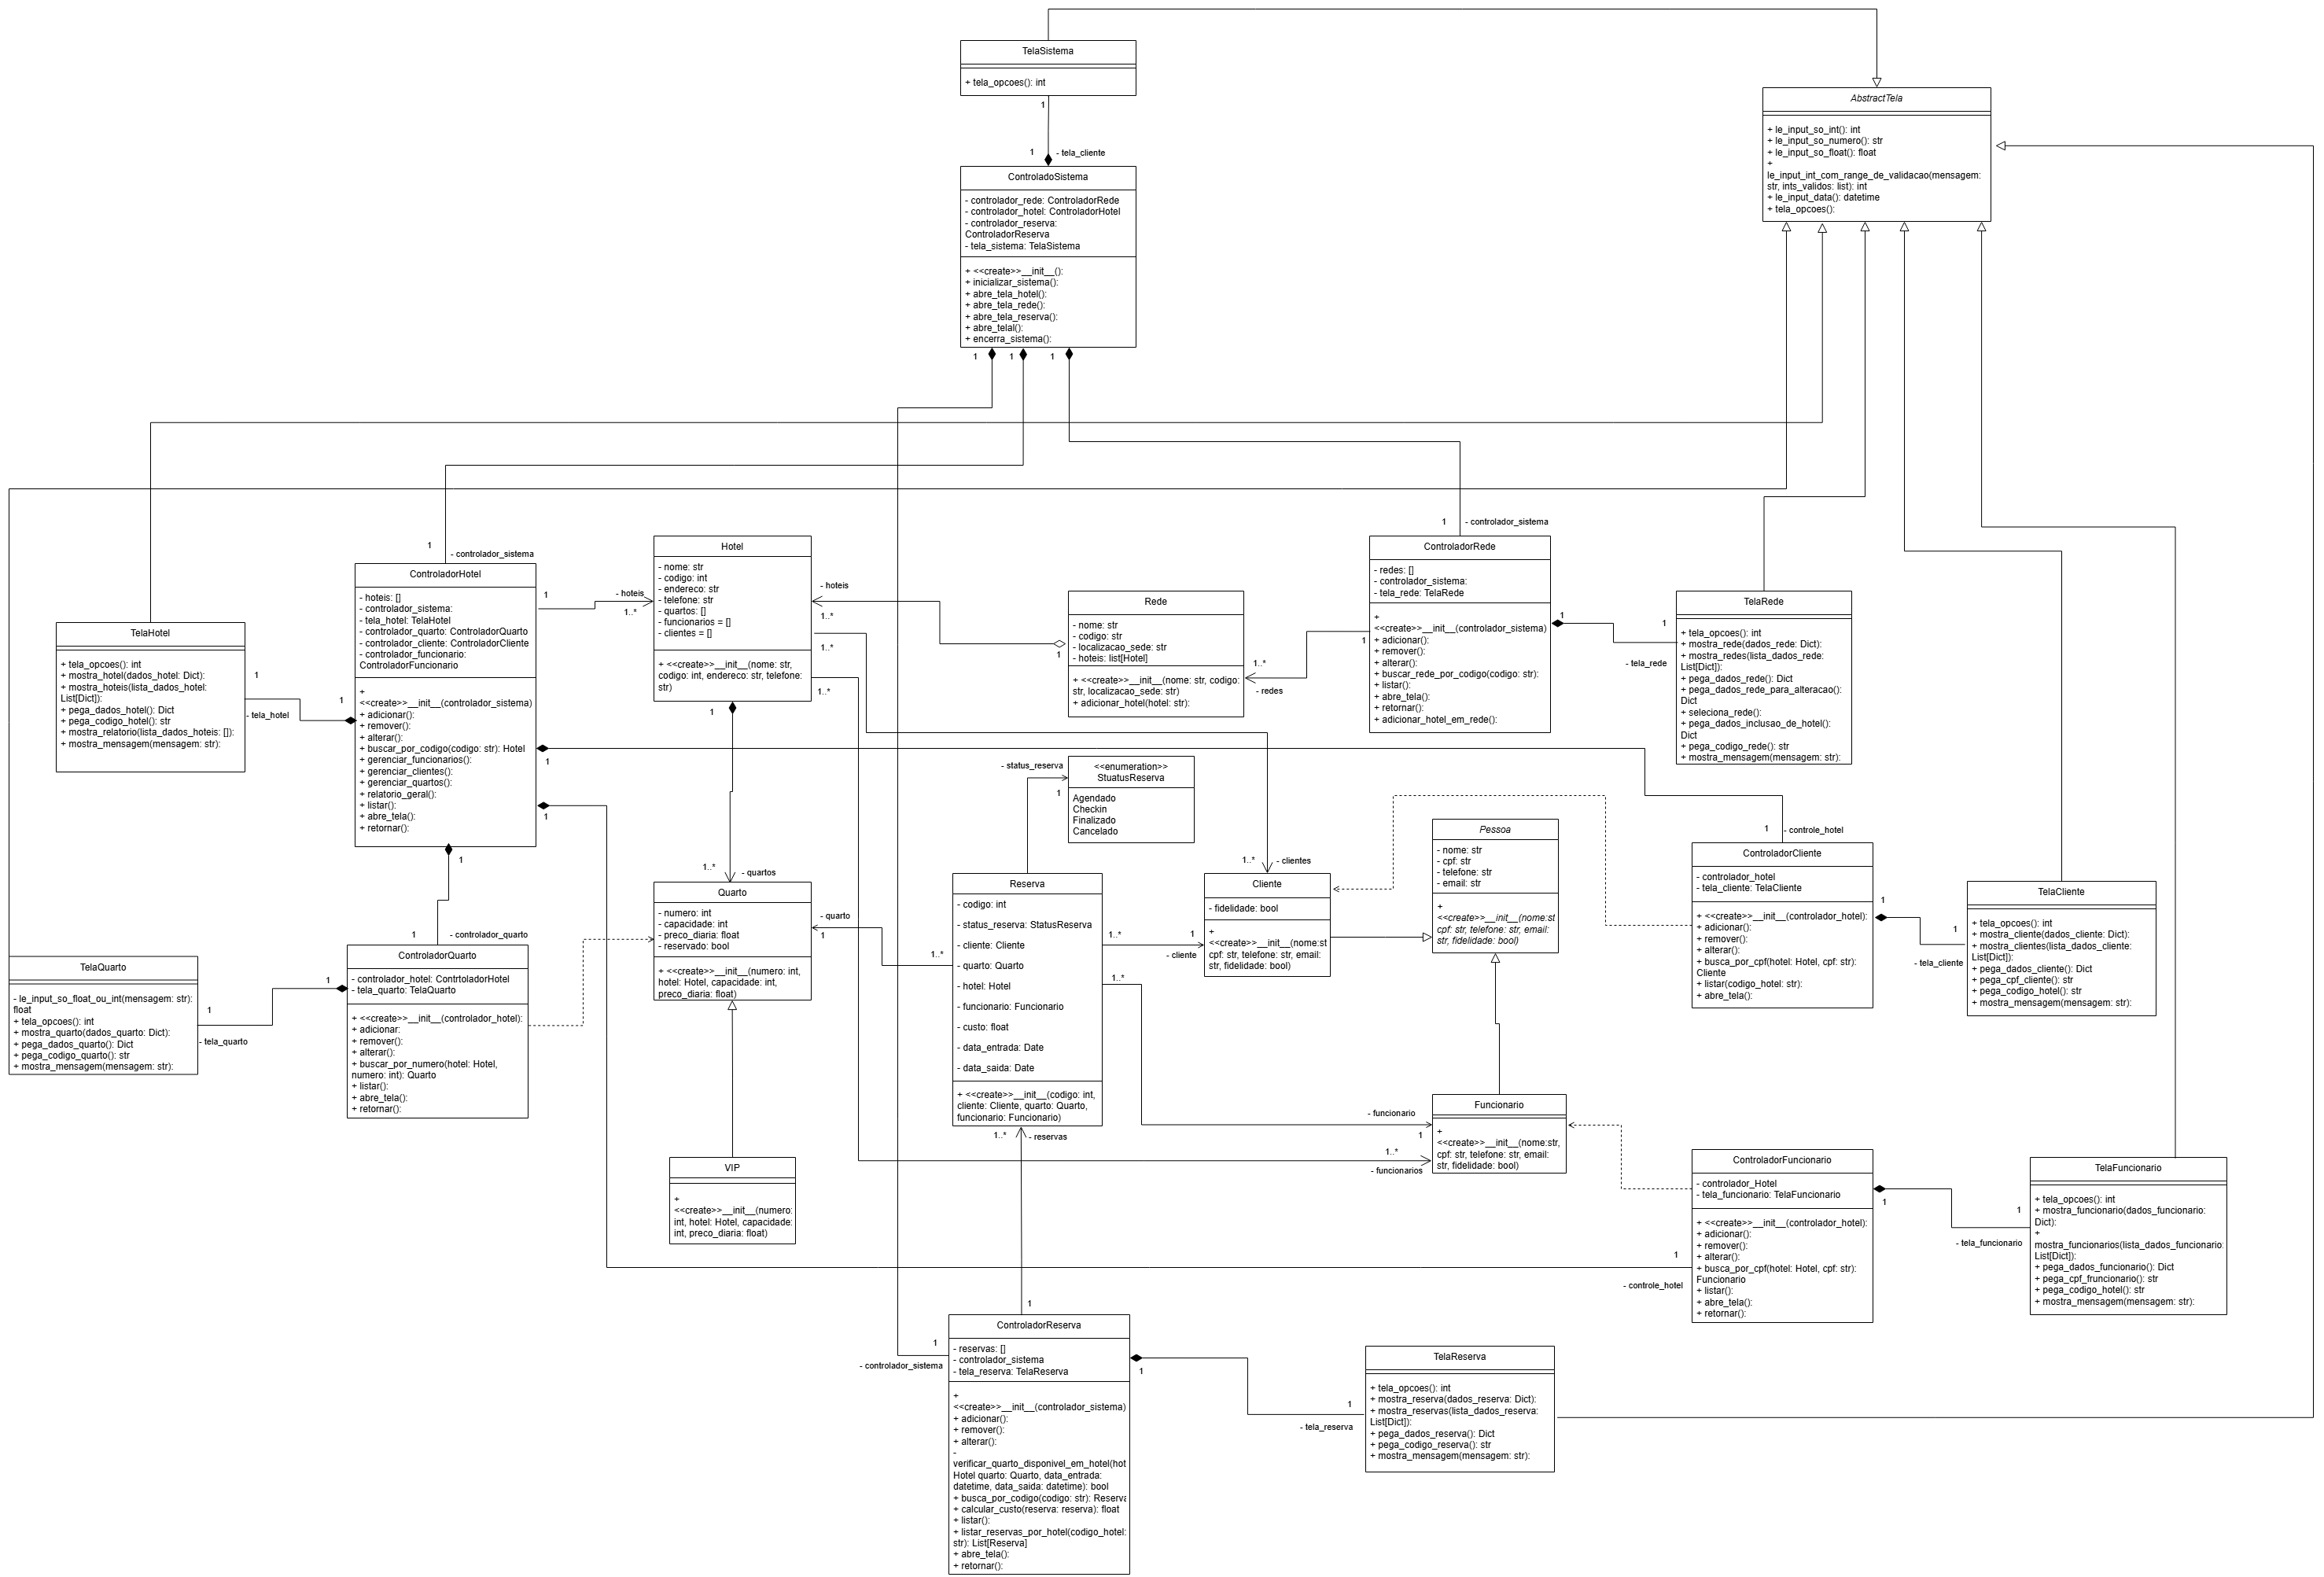 TelaSistema
+ tela_opcoes(): int
1
1
- tela_cliente
AbstractTela
+ le_input_so_int(): int
+ le_input_so_numero(): str
+ le_input_so_float(): float
+
le_input_int_com_range_de_validacao(mensagem:
str, ints_validos: list): int
+ le_input_data(): datetime
+ tela_opcoes():
ControladoSistema
- controlador_rede: ControladorRede
- controlador_hotel: ControladorHotel
- controlador_reserva:
ControladorReserva
- tela_sistema: TelaSistema
+ <<create>>__init__():
+ inicializar_sistema():
+ abre_tela_hotel():
+ abre_tela_rede():
+ abre_tela_reserva():
+ abre_telal():
+ encerra_sistema():
1
1
1
1
- controlador_sistema
ControladorHotel
- hoteis: []
- controlador_sistema:
- tela_hotel: TelaHotel
- controlador_quarto: ControladorQuarto
- controlador_cliente: ControladorCliente
- controlador_funcionario:
ControladorFuncionario
+
<<create>>__init__(controlador_sistema)
+ adicionar():
+ remover():
+ alterar():
+ buscar_por_codigo(codigo: str): Hotel
+ gerenciar_funcionarios():
+ gerenciar_clientes():
+ gerenciar_quartos():
+ relatorio_geral():
+ listar():
+ abre_tela():
+ retornar():
TelaHotel
+ tela_opcoes(): int
+ mostra_hotel(dados_hotel: Dict):
+ mostra_hoteis(lista_dados_hotel:
List[Dict]):
+ pega_dados_hotel(): Dict
+ pega_codigo_hotel(): str
+ mostra_relatorio(lista_dados_hoteis: []):
+ mostra_mensagem(mensagem: str):
1
- tela_hotel
1
1
- hoteis
1..*
Hotel
- nome: str
- codigo: int
- endereco: str
- telefone: str
- quartos: []
- funcionarios = []
- clientes = []
+ <<create>>__init__(nome: str,
codigo: int, endereco: str, telefone:
str)
- hoteis
1..*
1..*
1..*
1
Rede
- nome: str
- codigo: str
- localizacao_sede: str
- hoteis: list[Hotel]
+ <<create>>__init__(nome: str, codigo:
str, localizacao_sede: str)
+ adicionar_hotel(hotel: str):
1
1..*
- redes
1
1
- controlador_sistema
ControladorRede
- redes: []
- controlador_sistema:
- tela_rede: TelaRede
+
<<create>>__init__(controlador_sistema)
+ adicionar():
+ remover():
+ alterar():
+ buscar_rede_por_codigo(codigo: str):
+ listar():
+ abre_tela():
+ retornar():
+ adicionar_hotel_em_rede():
1
1
- tela_rede
TelaRede
+ tela_opcoes(): int
+ mostra_rede(dados_rede: Dict):
+ mostra_redes(lista_dados_rede:
List[Dict]):
+ pega_dados_rede(): Dict
+ pega_dados_rede_para_alteracao():
Dict
+ seleciona_rede():
+ pega_dados_inclusao_de_hotel():
Dict
+ pega_codigo_rede(): str
+ mostra_mensagem(mensagem: str):
1
1
1
- status_reserva
1
<<enumeration>>
StuatusReserva
Agendado
Checkin
Finalizado
Cancelado
1..*
- quartos
Quarto
- numero: int
- capacidade: int
- preco_diaria: float
- reservado: bool
+ <<create>>__init__(numero: int,
hotel: Hotel, capacidade: int,
preco_diaria: float)
- quarto
1
1..*
Reserva
- codigo: int
- status_reserva: StatusReserva
- cliente: Cliente
- quarto: Quarto
- hotel: Hotel
- funcionario: Funcionario
- custo: float
- data_entrada: Date
- data_saida: Date
+ <<create>>__init__(codigo: int,
cliente: Cliente, quarto: Quarto,
funcionario: Funcionario)
1..*
1
- cliente
1..*
1..*
- clientes
Cliente
- fidelidade: bool
+
<<create>>__init__(nome:st
cpf: str, telefone: str, email:
str, fidelidade: bool)
Pessoa
- nome: str
- cpf: str
- telefone: str
- email: str
+
<<create>>__init__(nome:st
cpf: str, telefone: str, email:
str, fidelidade: bool)
1
- controle_hotel
ControladorCliente
- controlador_hotel
- tela_cliente: TelaCliente
+ <<create>>__init__(controlador_hotel):
+ adicionar():
+ remover():
+ alterar():
+ busca_por_cpf(hotel: Hotel, cpf: str):
Cliente
+ listar(codigo_hotel: str):
+ abre_tela():
1
1
- tela_cliente
TelaCliente
+ tela_opcoes(): int
+ mostra_cliente(dados_cliente: Dict):
+ mostra_clientes(lista_dados_cliente:
List[Dict]):
+ pega_dados_cliente(): Dict
+ pega_cpf_cliente(): str
+ pega_codigo_hotel(): str
+ mostra_mensagem(mensagem: str):
1
1
- controlador_quarto
ControladorQuarto
- controlador_hotel: ContrtoladorHotel
- tela_quarto: TelaQuarto
+ <<create>>__init__(controlador_hotel):
+ adicionar:
+ remover():
+ alterar():
+ buscar_por_numero(hotel: Hotel,
numero: int): Quarto
+ listar():
+ abre_tela():
+ retornar():
1
1
- tela_quarto
TelaQuarto
- le_input_so_float_ou_int(mensagem: str):
float
+ tela_opcoes(): int
+ mostra_quarto(dados_quarto: Dict):
+ pega_dados_quarto(): Dict
+ pega_codigo_quarto(): str
+ mostra_mensagem(mensagem: str):
VIP
+
<<create>>__init__(numero:
int, hotel: Hotel, capacidade:
int, preco_diaria: float)
- funcionario
1
1..*
- funcionarios
Funcionario
+
<<create>>__init__(nome:str,
cpf: str, telefone: str, email:
str, fidelidade: bool)
ControladorFuncionario
- controlador_Hotel
- tela_funcionario: TelaFuncionario
+ <<create>>__init__(controlador_hotel):
+ adicionar():
+ remover():
+ alterar():
+ busca_por_cpf(hotel: Hotel, cpf: str):
Funcionario
+ listar():
+ abre_tela():
+ retornar():
1
- controle_hotel
1
1
- tela_funcionario
TelaFuncionario
+ tela_opcoes(): int
+ mostra_funcionario(dados_funcionario:
Dict):
+
mostra_funcionarios(lista_dados_funcionario:
List[Dict]):
+ pega_dados_funcionario(): Dict
+ pega_cpf_fruncionario(): str
+ pega_codigo_hotel(): str
+ mostra_mensagem(mensagem: str):
1..*
- reservas
1
1
- controlador_sistema
ControladorReserva
- reservas: []
- controlador_sistema
- tela_reserva: TelaReserva
+
<<create>>__init__(controlador_sistema)
+ adicionar():
+ remover():
+ alterar():
-
verificar_quarto_disponivel_em_hotel(hot
Hotel quarto: Quarto, data_entrada:
datetime, data_saida: datetime): bool
+ busca_por_codigo(codigo: str): Reserva
+ calcular_custo(reserva: reserva): float
+ listar():
+ listar_reservas_por_hotel(codigo_hotel:
str): List[Reserva]
+ abre_tela():
+ retornar():
1
1
- tela_reserva
TelaReserva
+ tela_opcoes(): int
+ mostra_reserva(dados_reserva: Dict):
+ mostra_reservas(lista_dados_reserva:
List[Dict]):
+ pega_dados_reserva(): Dict
+ pega_codigo_reserva(): str
+ mostra_mensagem(mensagem: str):